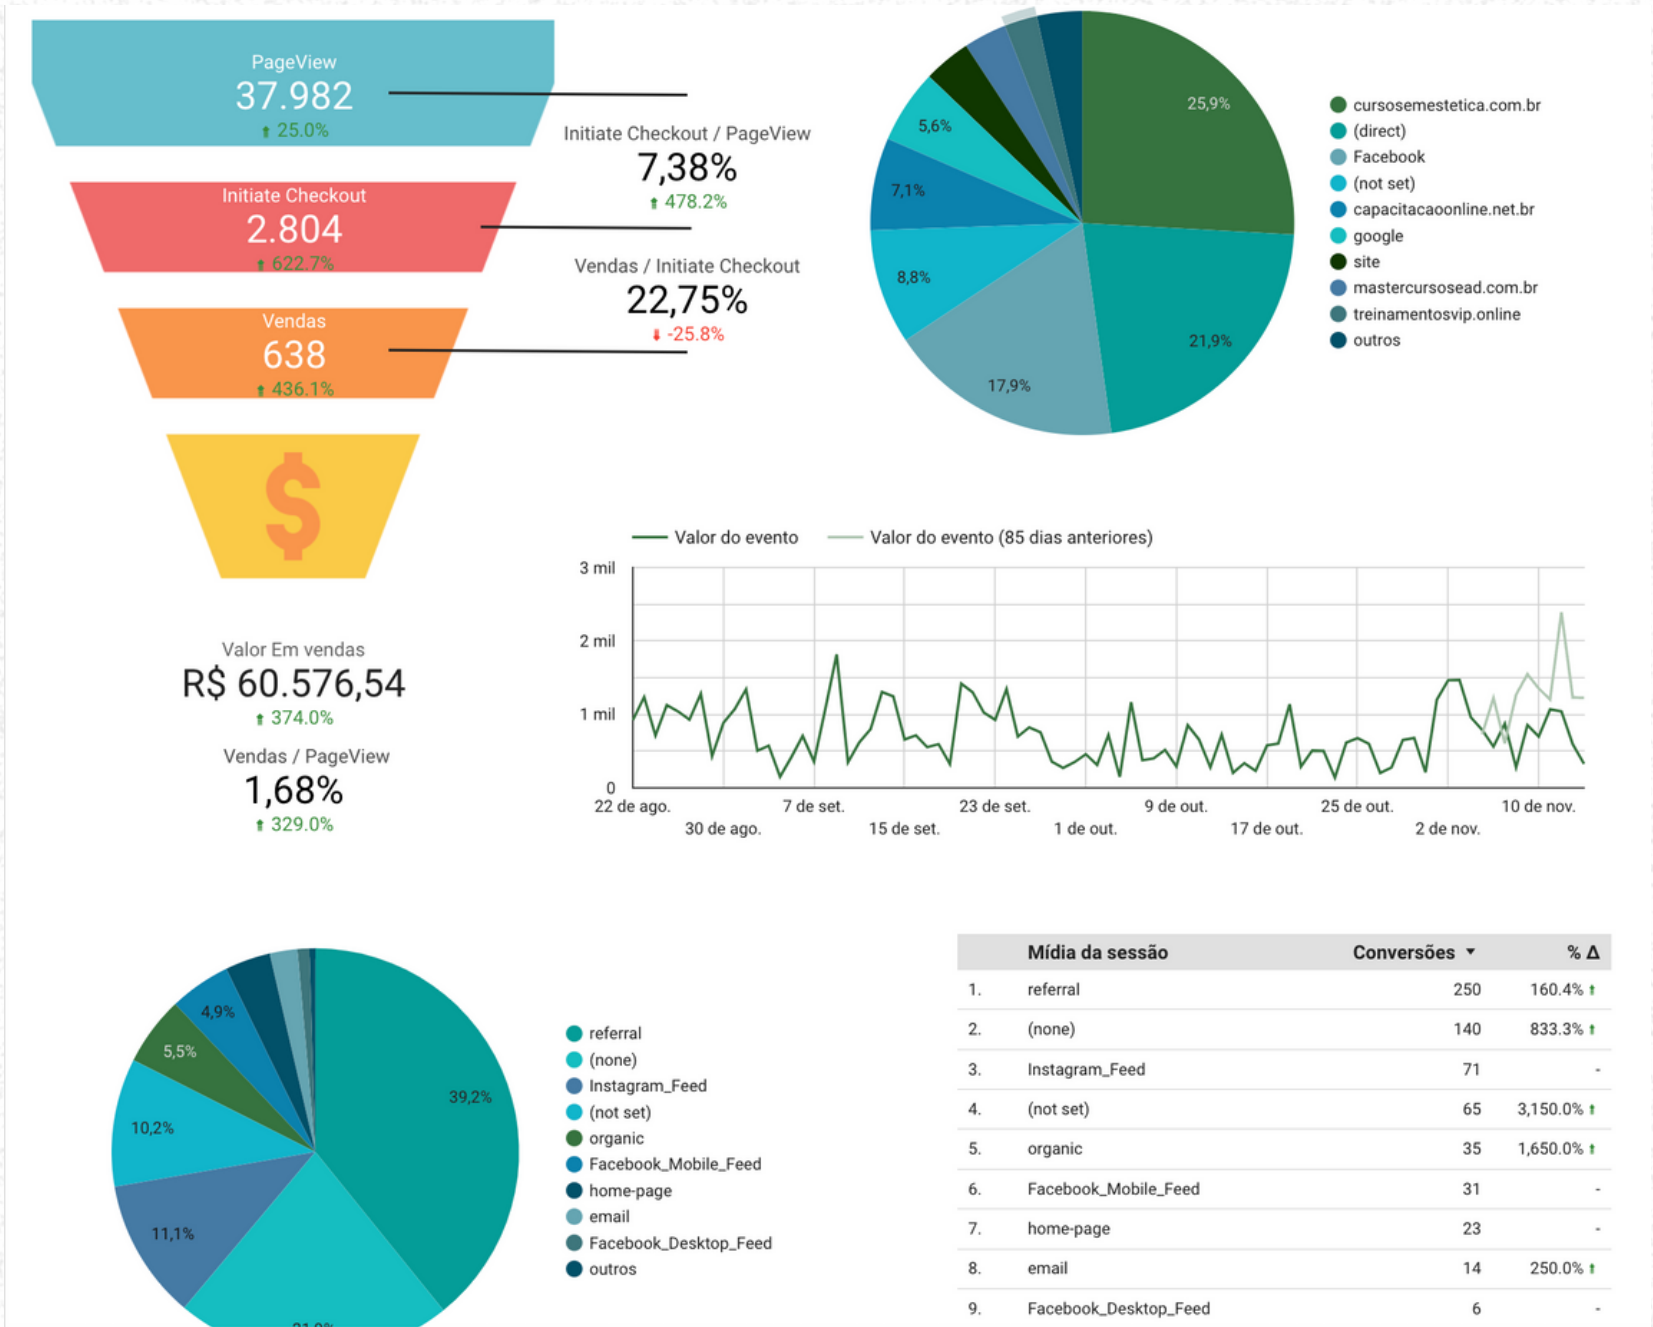 PageView
37.982
25.0%
Initiate Checkout
2.804
622.7%
Vendas
638
436.1%
Initiate Checkout / PageView
7,38%
478.2%
Vendas / Initiate Checkout
22,75%
-25.8%
$
Valor Em vendas
R$ 60.576,54
374.0%
Vendas / PageView
1,68%
329.0%
25,9%
21,9%
17,9%
8,8%
7,1%
5,6%
cursosemestetica.com.br
(direct)
Facebook
(not set)
capacitacaoonline.net.br
google
site
mastercursosead.com.br
treinamentosvip.online
outros
Valor do evento
Valor do evento (85 dias anteriores)
3 mil
2 mil
1 mil
0
22 de ago.
30 de ago.
7 de set.
15 de set.
23 de set.
1 de out.
9 de out.
17 de out.
25 de out.
2 de nov.
10 de nov.
39,2%
11,1%
10,2%
5,5%
4,9%
referral
(none)
Instagram_Feed
(not set)
organic
Facebook_Mobile_Feed
home-page
email
Facebook_Desktop_Feed
outros
Mídia da sessão Conversões % Δ
1. referral 250 160.4%
2. (none) 140 833.3%
3. Instagram_Feed 71 -
4. (not set) 65 3,150.0%
5. organic 35 1,650.0%
6. Facebook_Mobile_Feed 31 -
7. home-page 23 -
8. email 14 250.0%
9. Facebook_Desktop_Feed 6 -